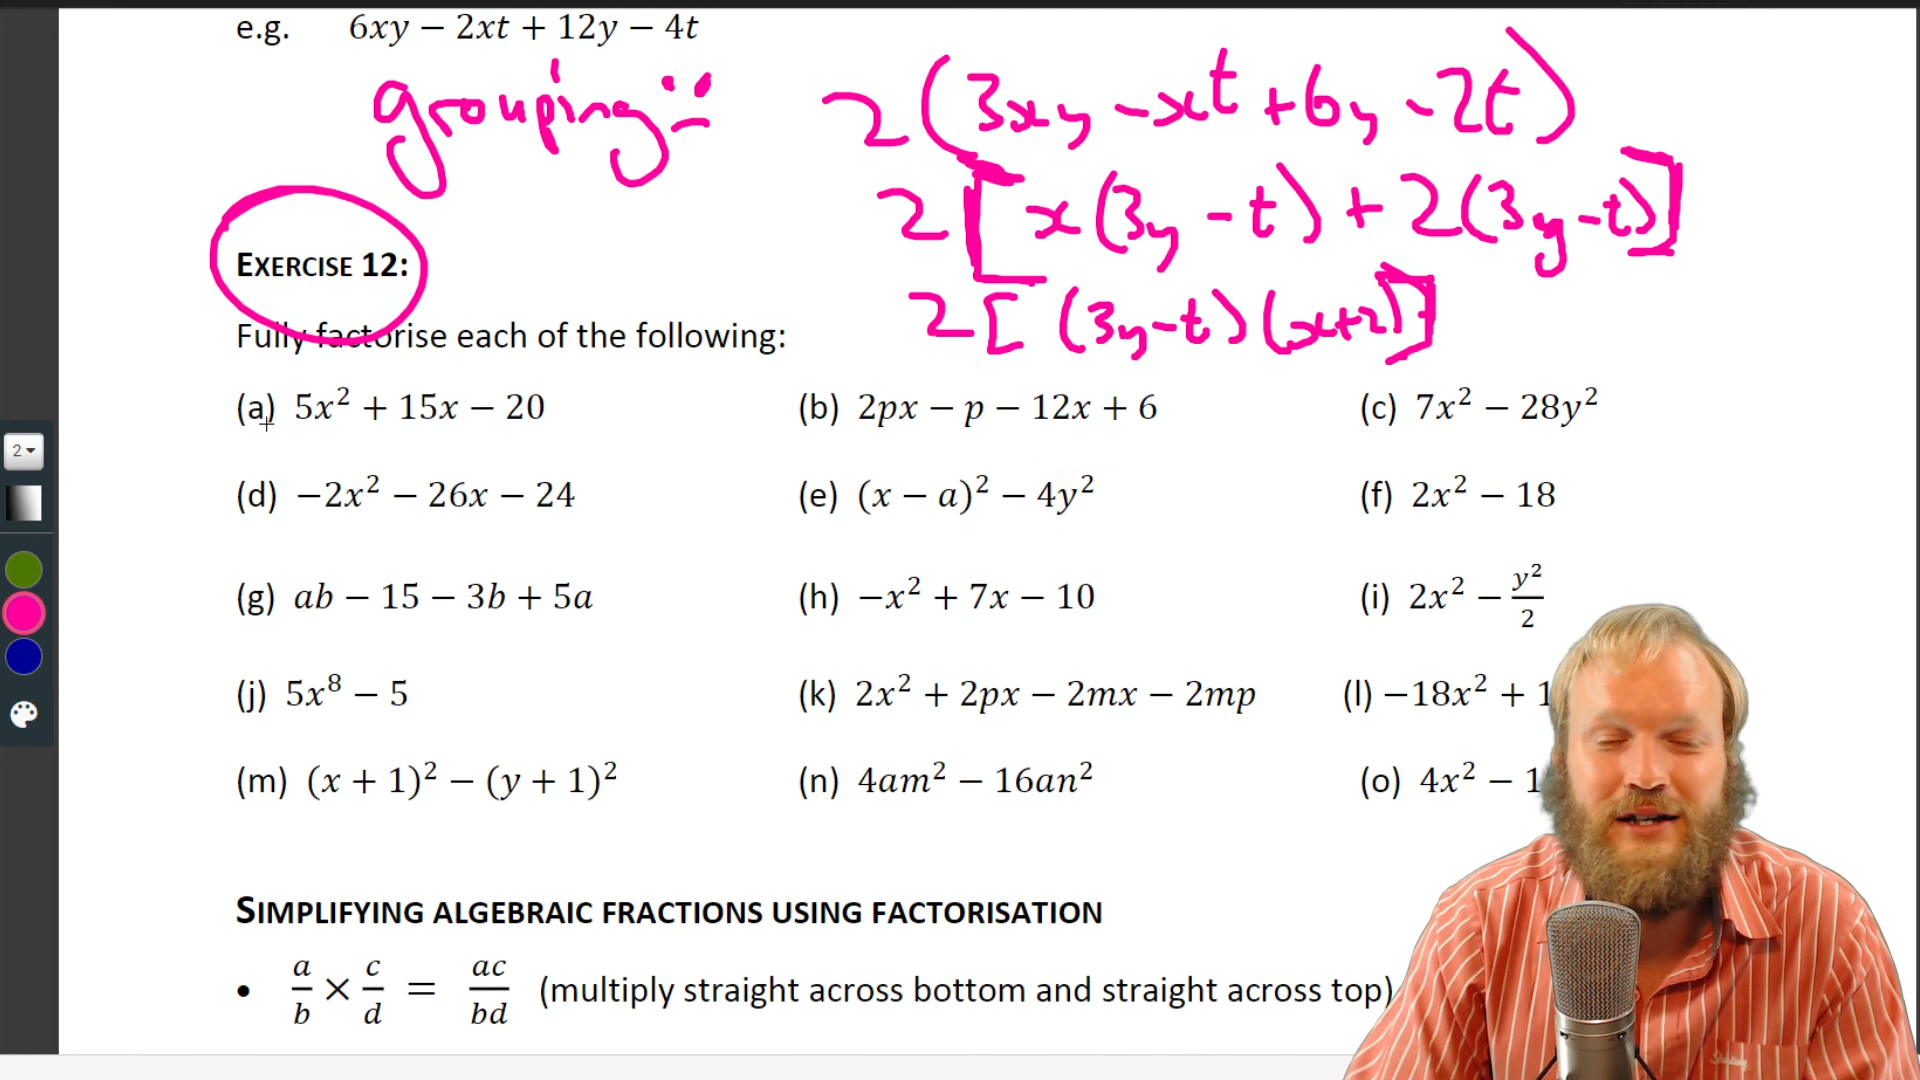 e.g. 6xy − 2xt + 12y − 4t
grouping
2(3xy − xt + 6y − 2t)
2[x(3y − t) + 2(3y − t)]
2[(3y − t)(x+2)]
EXERCISE 12:
Fully factorise each of the following:
(a) 5x² + 15x − 20 (b) 2px − p − 12x + 6 (c) 7x² − 28y²
(d) −2x² − 26x − 24 (e) (x − a)² − 4y² (f) 2x² − 18
(g) ab − 15 − 3b + 5a (h) −x² + 7x − 10 (i) 2x² − y²/2
(j) 5x⁸ − 5 (k) 2x² + 2px − 2mx − 2mp (l) −18x² + 1
(m) (x + 1)² − (y + 1)² (n) 4am² − 16an² (o) 4x² − 1
SIMPLIFYING ALGEBRAIC FRACTIONS USING FACTORISATION
• a/b × c/d = ac/bd (multiply straight across bottom and straight across top)
2